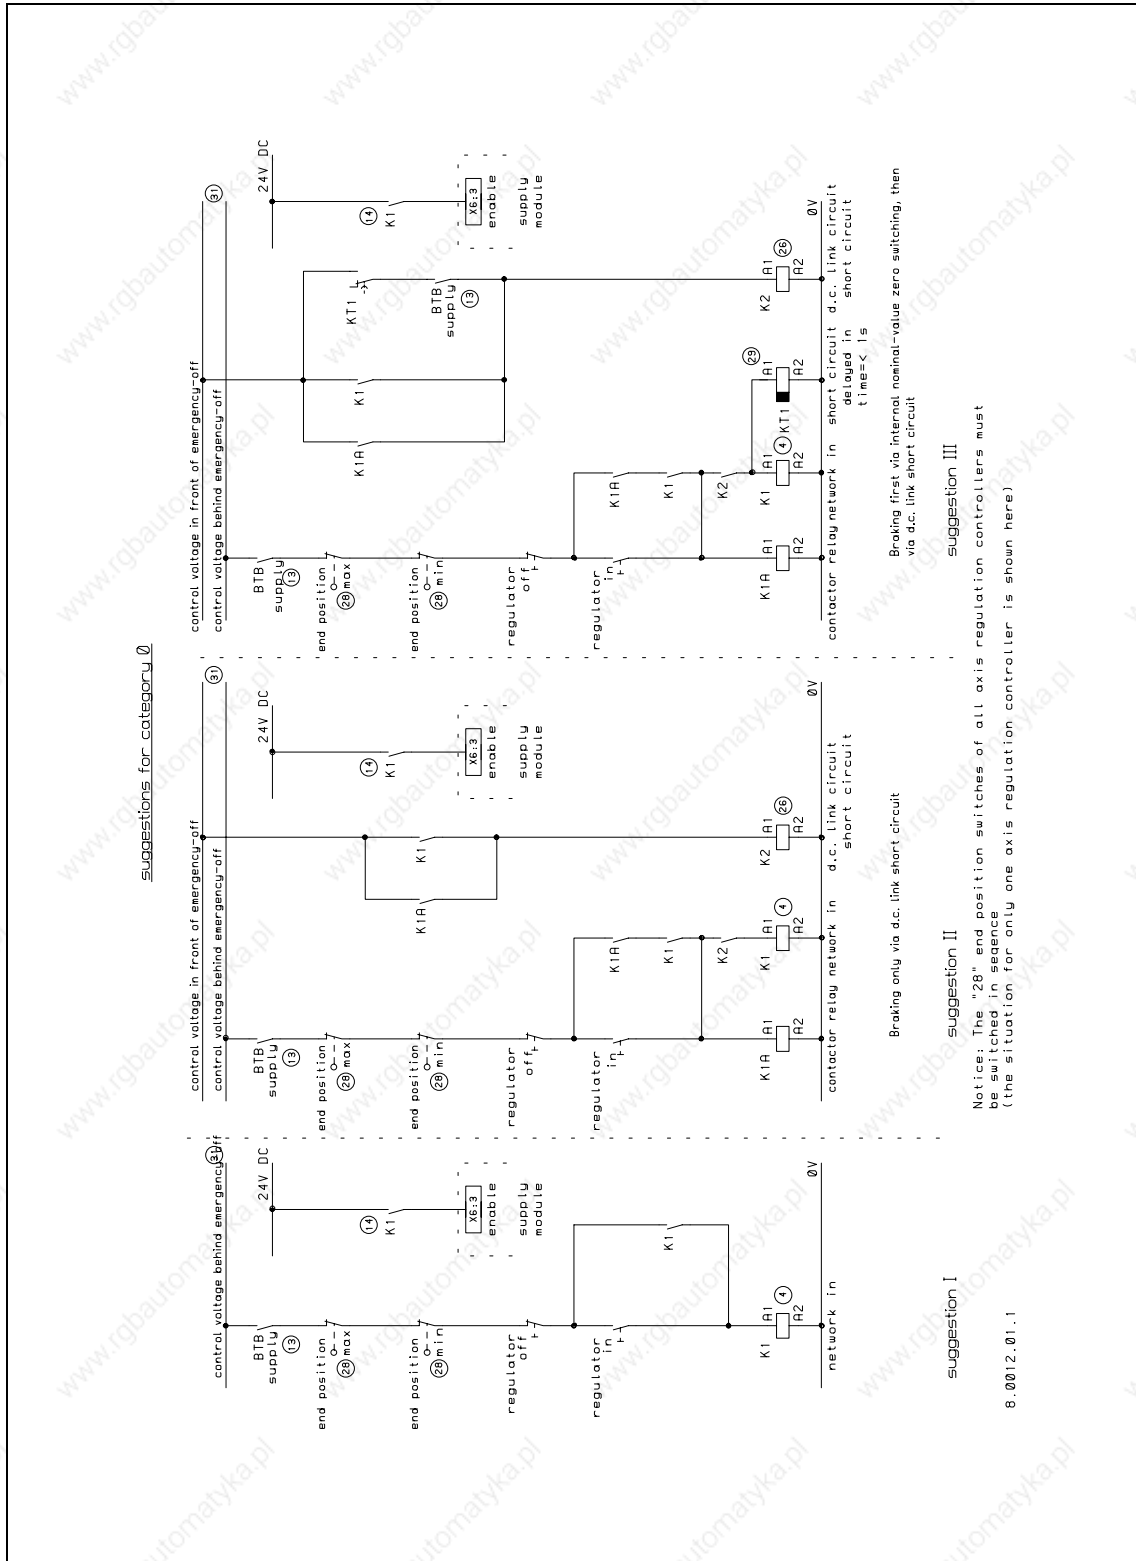 suggestions for category 0
control voltage behind emergency-off
31
24V DC
BTB
supply
13
end position
28 max
end position
28 min
regulator
off
regulator
in
14
K1
X6:3
enable
supply
module
K1
K1
A1
A2
4
0V
network in
suggestion I
8.0012.01.1
control voltage in front of emergency-off
control voltage behind emergency-off
31
24V DC
BTB
supply
13
end position
28 max
end position
28 min
regulator
off
regulator
in
14
K1
X6:3
enable
supply
module
K1
K1A
K1A
K1
K2
K1A
A1
A2
K1
A1
A2
4
K2
A1
A2
26
0V
contactor relay network in
d.c. link circuit
short circuit
Braking only via d.c. link short circuit
suggestion II
control voltage in front of emergency-off
control voltage behind emergency-off
31
24V DC
BTB
supply
13
end position
28 max
end position
28 min
regulator
off
regulator
in
14
K1
X6:3
enable
supply
module
KT1
BTB
supply
13
K1
K1A
K1A
K1
K2
K1A
A1
A2
K1
A1
A2
4
KT1
A1
A2
29
K2
A1
A2
26
0V
contactor relay network in
short circuit
delayed in
time=< 1s
d.c. link circuit
short circuit
Braking first via internal nominal-value zero switching, then
via d.c. link short circuit
suggestion III
Notice: The "28" end position switches of all axis regulation controllers must
be switched in seqence
(the situation for only one axis regulation controller is shown here)
www.rgbautomatyka.pl